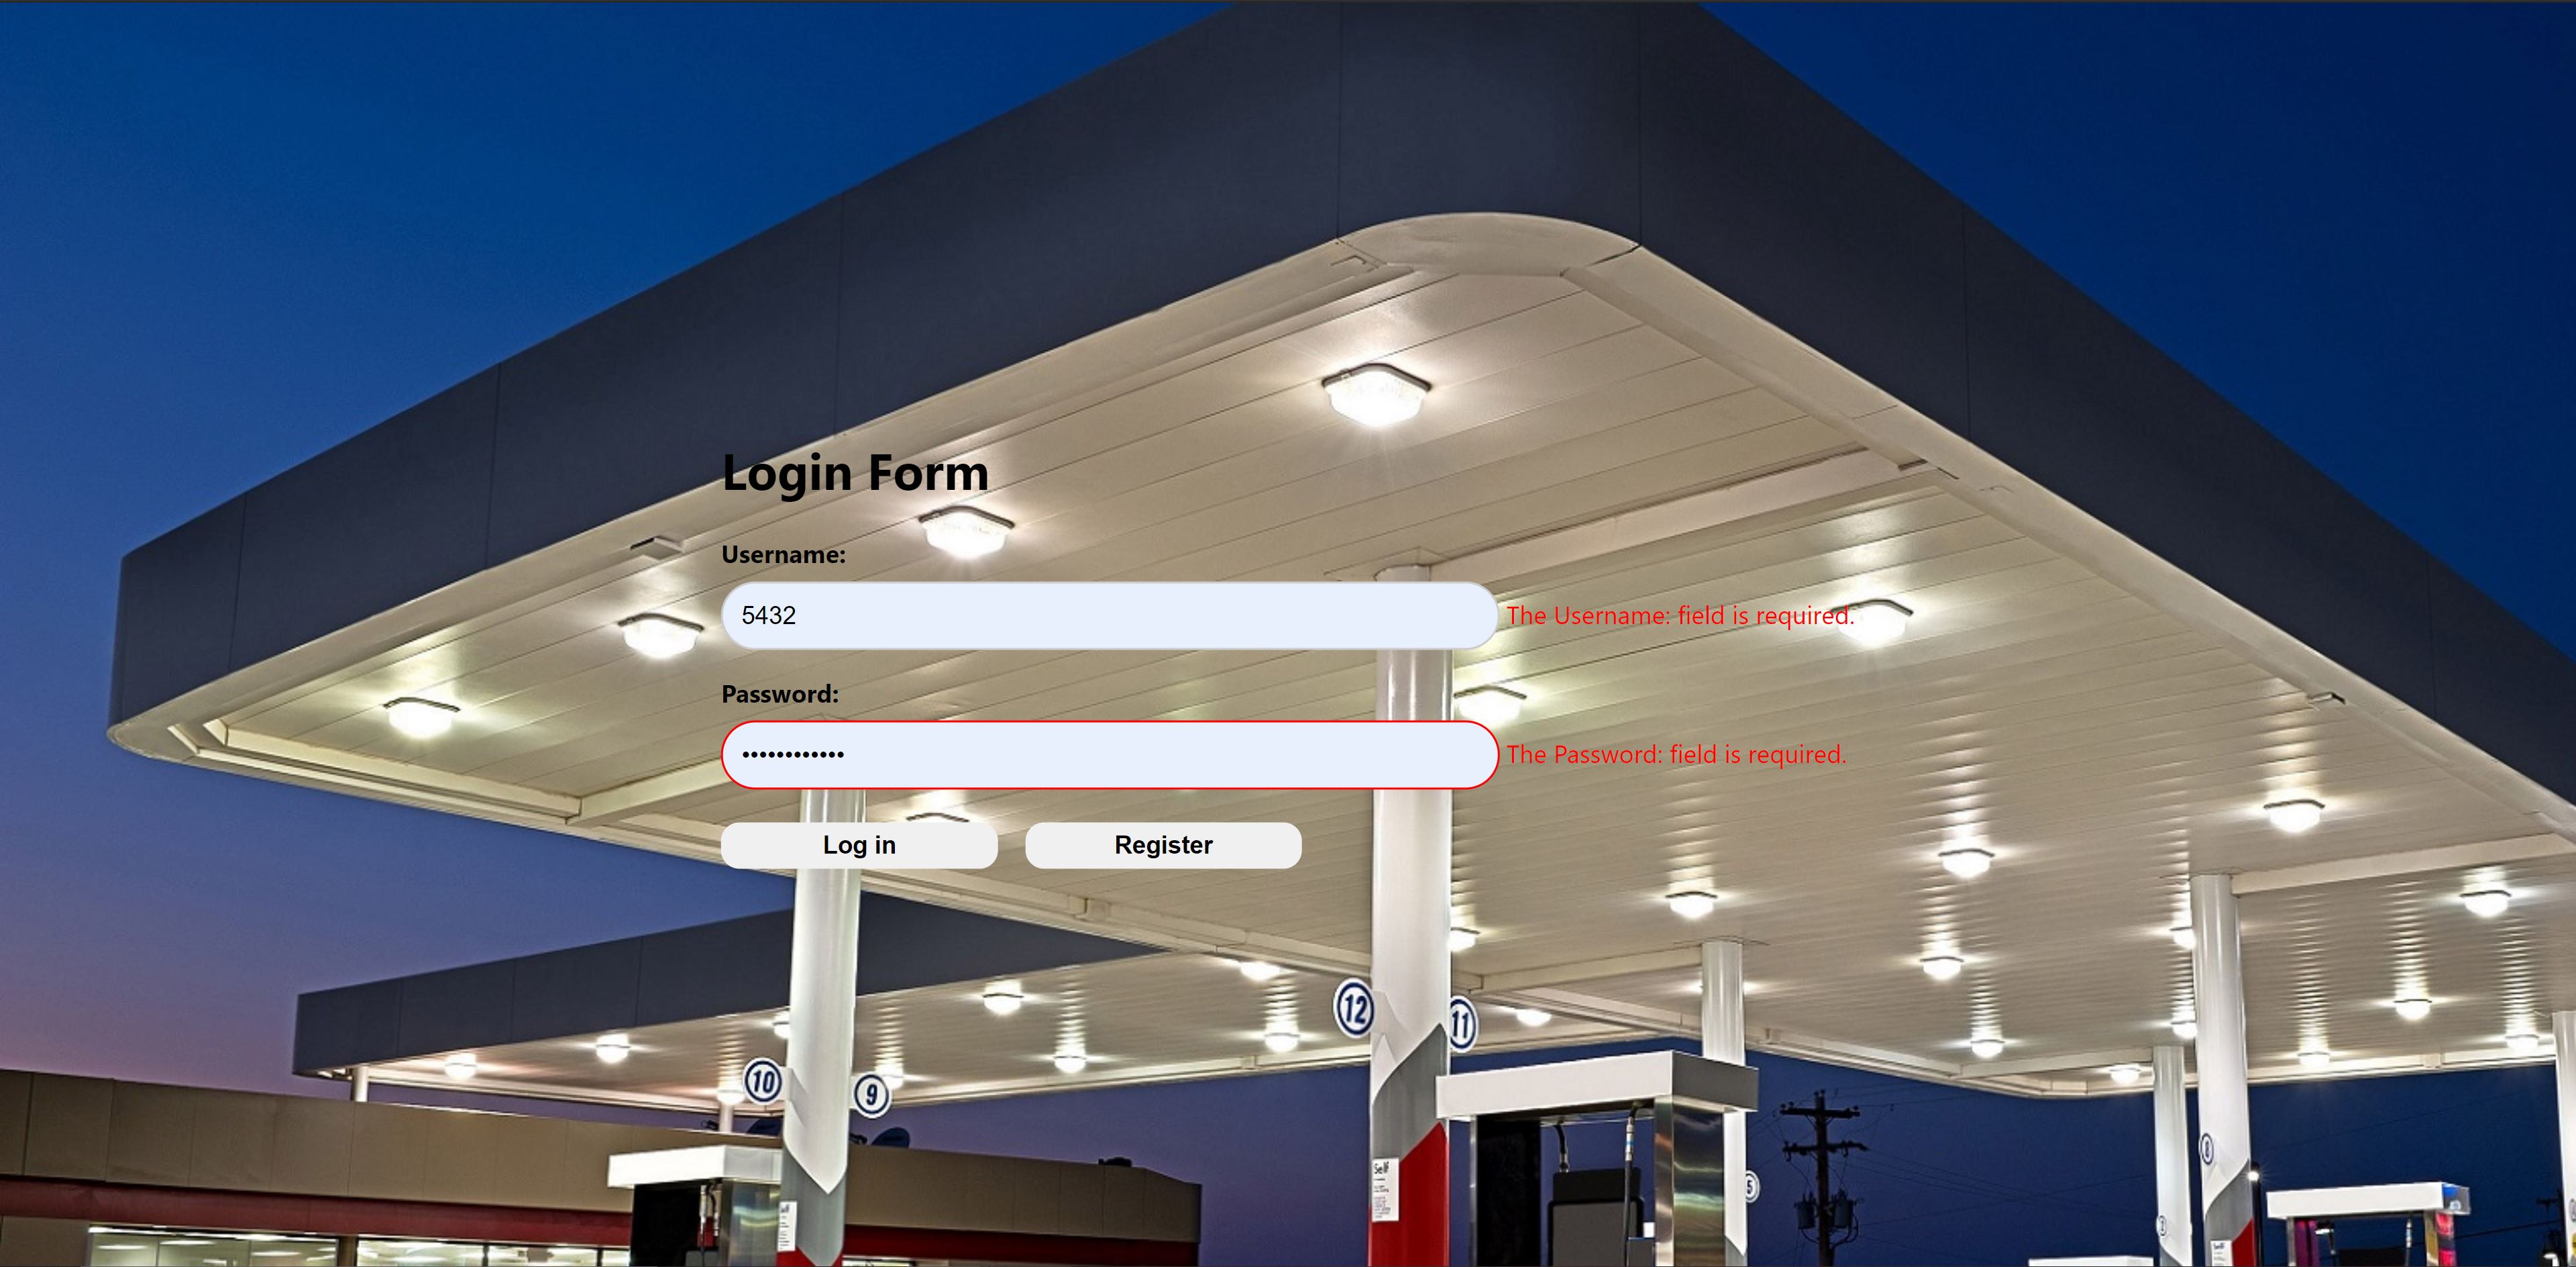 Login Form
Username:
5432 The Username: field is required.
Password:
•••••••••••• The Password: field is required.
Log in Register
12 11
10 9
Self
5